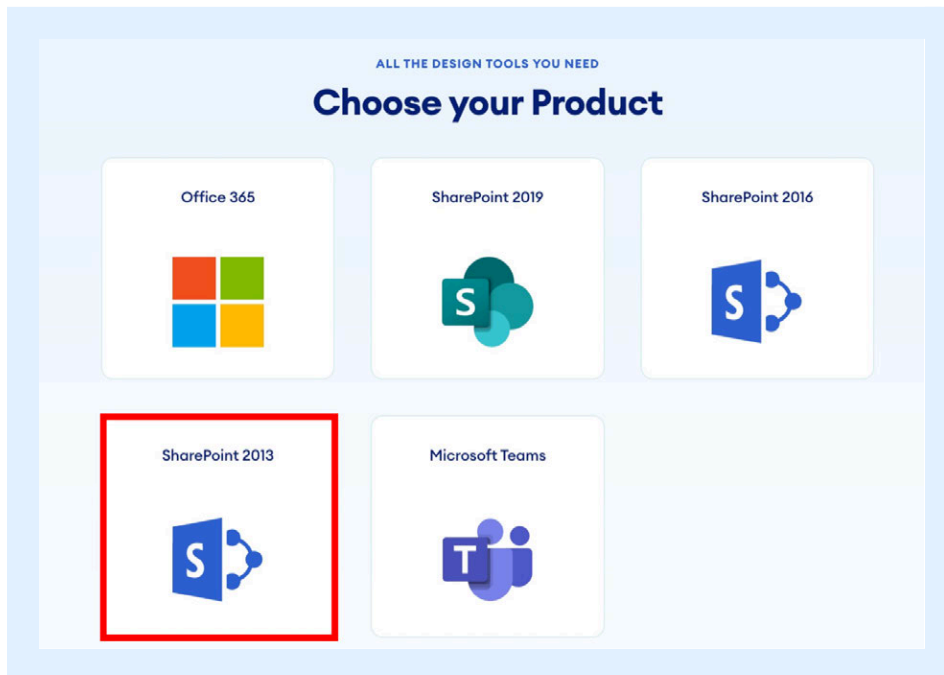 ALL THE DESIGN TOOLS YOU NEED
Choose your Product
Office 365
SharePoint 2019
SharePoint 2016
S
S
SharePoint 2013
Microsoft Teams
S
T